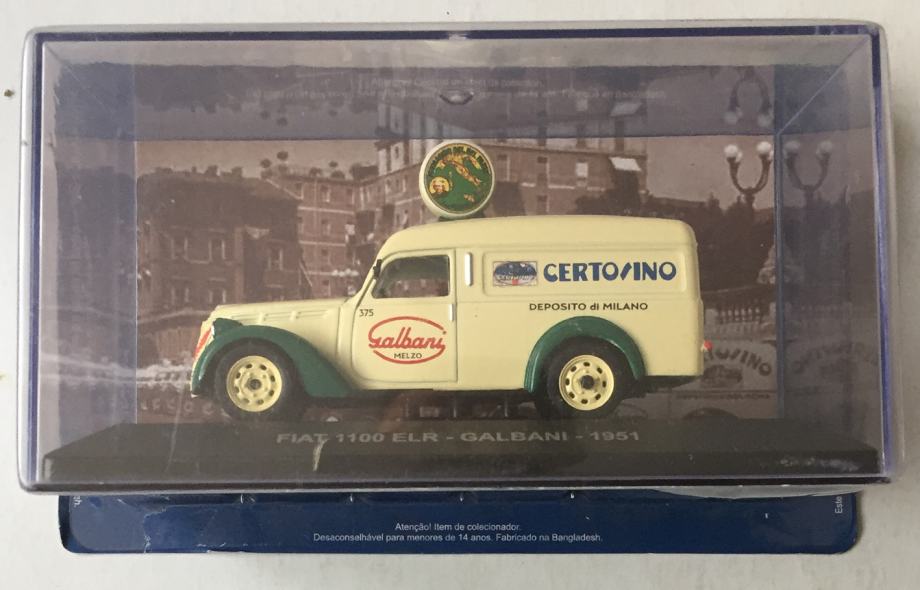 CERTOSINO
DEPOSITO di MILANO
375
Galbani
MELZO
FIAT 1100 ELR - GALBANI - 1951
Este
Atenção! Item de colecionador.
Desaconselhável para menores de 14 anos. Fabricado na Bangladesh.